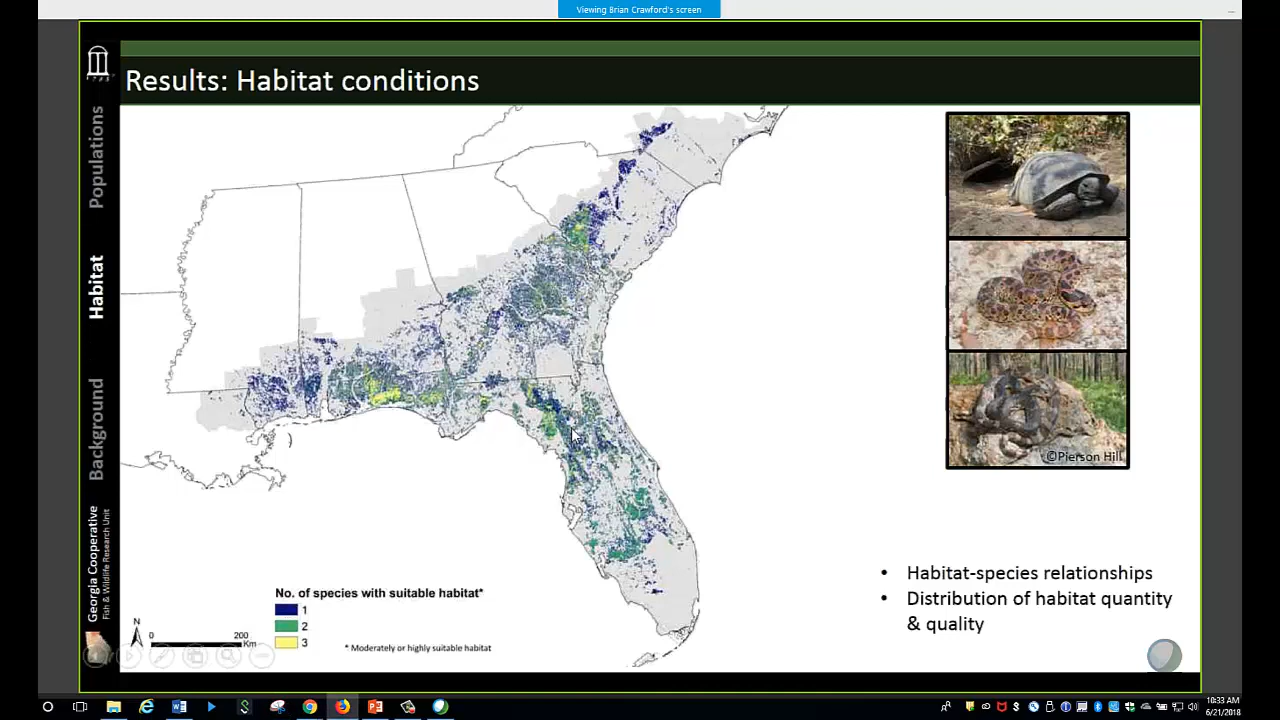 Viewing Brian Crawford's screen
Results: Habitat conditions
Populations
Habitat
Background
Georgia Cooperative
Fish & Wildlife Research Unit
©Pierson Hill
• Habitat-species relationships
• Distribution of habitat quantity
& quality
No. of species with suitable habitat*
1
2
3
* Moderately or highly suitable habitat
N
0 200
Km
10:33 AM
6/21/2018